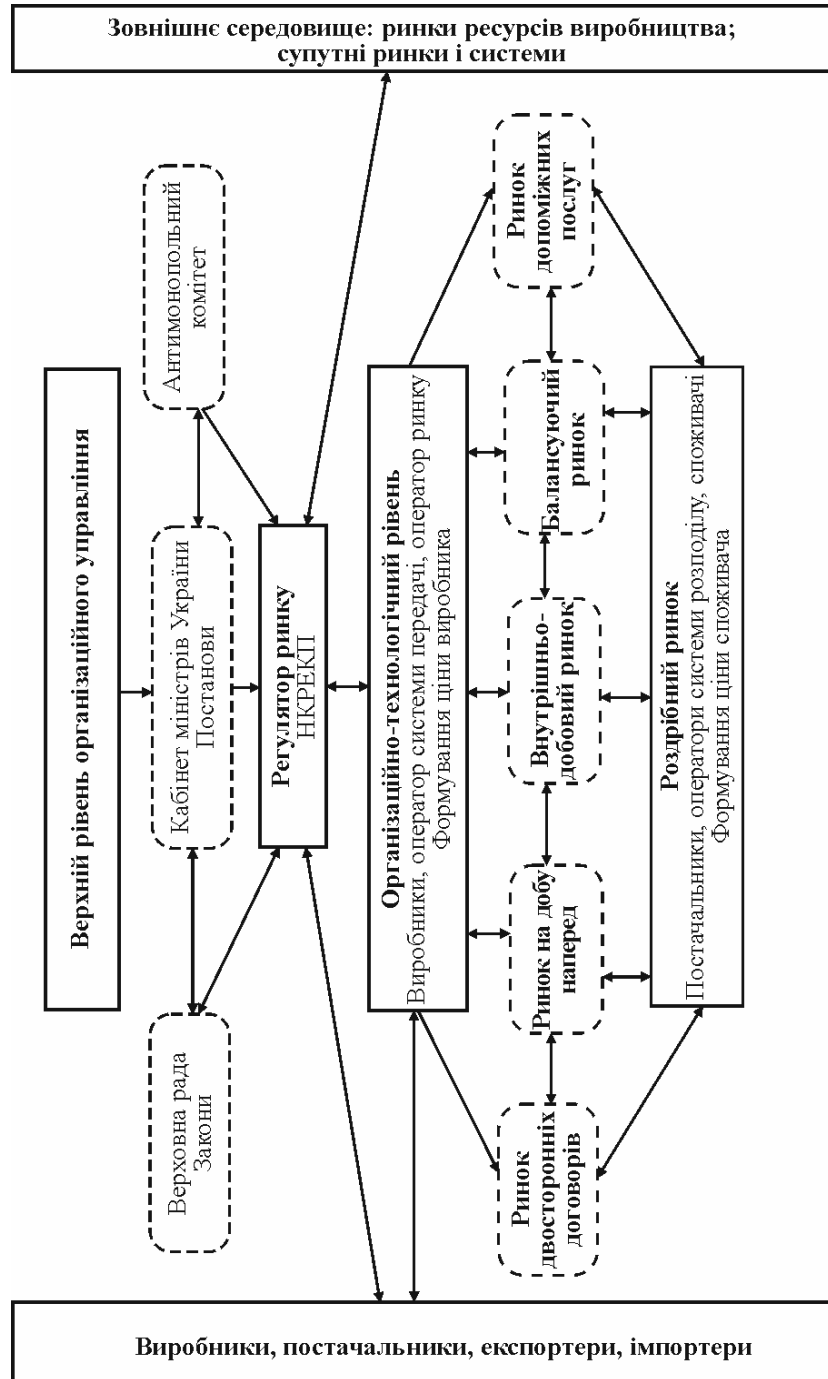 Зовнішнє середовище: ринки ресурсів виробництва;
супутні ринки і системи
Верхній рівень організаційного управління
Верховна рада
Закони
Кабінет міністрів України
Постанови
Антимонопольний
комітет
Регулятор ринку
НКРЕКП
Організаційно-технологічний рівень
Виробники, оператор системи передачі, оператор ринку
Формування ціни виробника
Ринок
двосторонніх
договорів
Ринок на добу
наперед
Внутрішньо-
добовий ринок
Балансуючий
ринок
Ринок
допоміжних
послуг
Роздрібний ринок
Постачальники, оператори системи розподілу, споживачі
Формування ціни споживача
Виробники, постачальники, експортери, імпортери